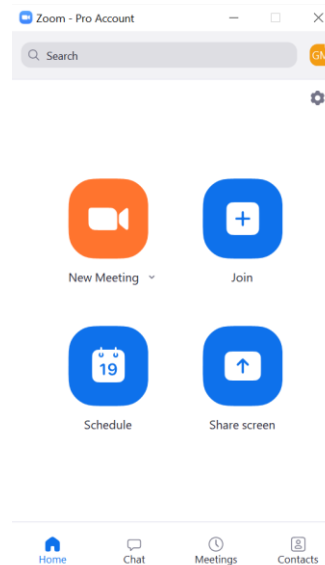 Zoom - Pro Account
Search
GM
New Meeting
Join
19
Schedule
Share screen
Home
Chat
Meetings
Contacts